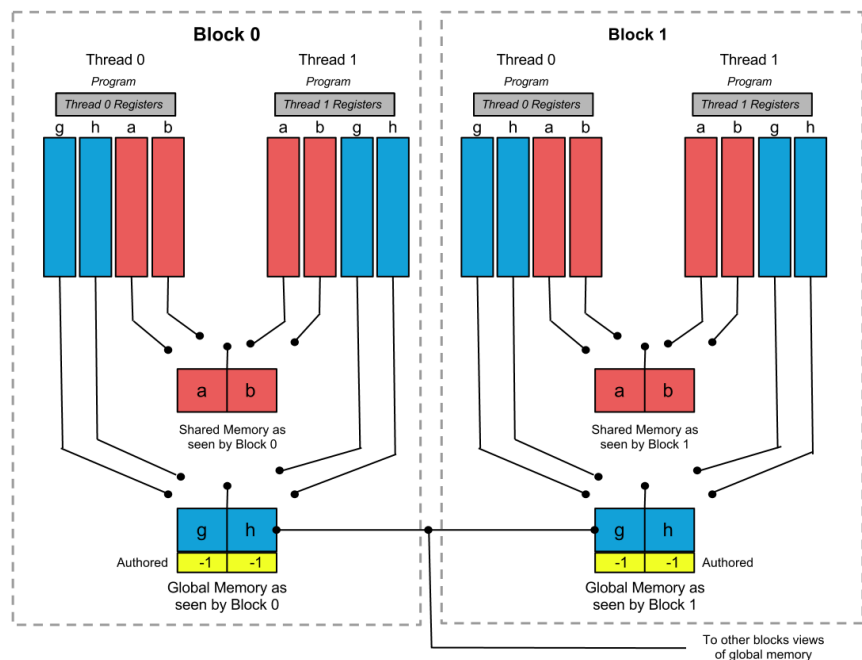 Block 0
Thread 0
Thread 1
Program
Program
Thread 0 Registers
Thread 1 Registers
g h a b
a b g h
a b
Shared Memory as
seen by Block 0
g h
Authored
-1 -1
Global Memory as
seen by Block 0
Block 1
Thread 0
Thread 1
Program
Program
Thread 0 Registers
Thread 1 Registers
g h a b
a b g h
a b
Shared Memory as
seen by Block 1
g h
-1 -1
Authored
Global Memory as
seen by Block 1
To other blocks views
of global memory